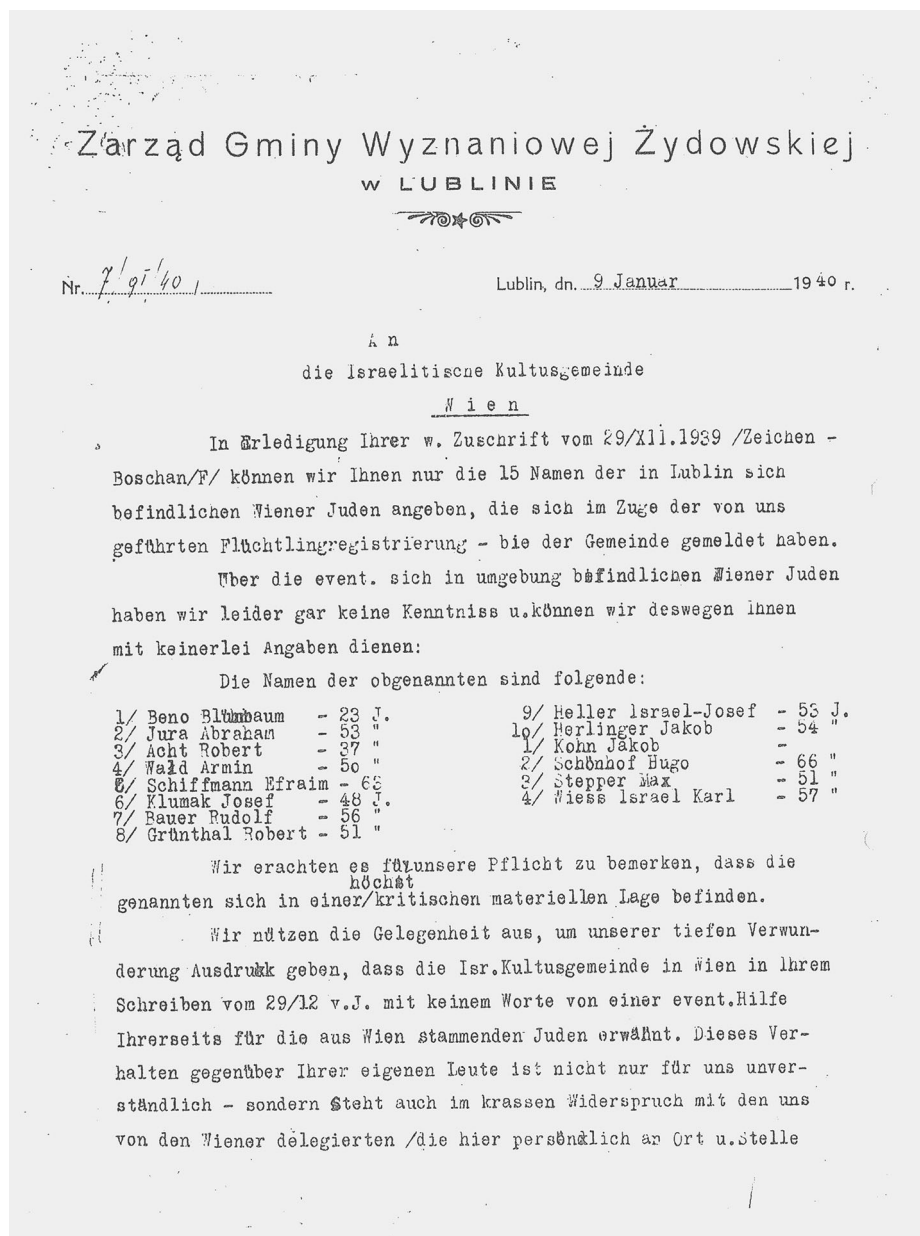 Zarząd Gminy Wyznaniowej Żydowskiej
w LUBLINIE
Nr. 7/91/40
Lublin, dn. 9 Januar 1940 r.
A n
die Israelitische Kultusgemeinde
W i e n
In Erledigung Ihrer w. Zuschrift vom 29/XII.1939 /Zeichen -
Boschan/F/ können wir Ihnen nur die 15 Namen der in Lublin sich
befindlichen Wiener Juden angeben, die sich im Zuge der von uns
geführten Flüchtlingregistrierung - bie der Gemeinde gemeldet haben.
Uber die event. sich in umgebung befindlichen Wiener Juden
haben wir leider gar keine Kenntniss u.können wir deswegen Ihnen
mit keinerlei Angaben dienen:
Die Namen der obgenannten sind folgende:
1/ Beno Blumbaum - 23 J.
2/ Jura Abraham - 53 "
3/ Acht Robert - 37 "
4/ Wald Armin - 5o "
5/ Schiffmann Efraim - 63
6/ Klumak Josef - 48 J.
7/ Bauer Rudolf - 56 "
8/ Grünthal Robert - 51 "
9/ Heller Israel-Josef - 53 J.
1o/ Herlinger Jakob - 54 "
1/ Kohn Jakob -
2/ Schönhof Hugo - 66 "
3/ Stepper Max - 51 "
4/ Wiess Israel Karl - 57 "
Wir erachten es für unsere Pflicht zu bemerken, dass die
höchst
genannten sich in einer/kritischen materiellen Lage befinden.
Wir nützen die Gelegenheit aus, um unserer tiefen Verwun-
derung Ausdruk geben, dass die Isr.Kultusgemeinde in Wien in Ihrem
Schreiben vom 29/12 v.J. mit keinem Worte von einer event.Hilfe
Ihrerseits für die aus Wien stammenden Juden erwähnt. Dieses Ver-
halten gegenüber Ihrer eigenen Leute ist nicht nur für uns unver-
ständlich - sondern steht auch im krassen Widerspruch mit den uns
von den Wiener delegierten /die hier persönlich an Ort u.Stelle